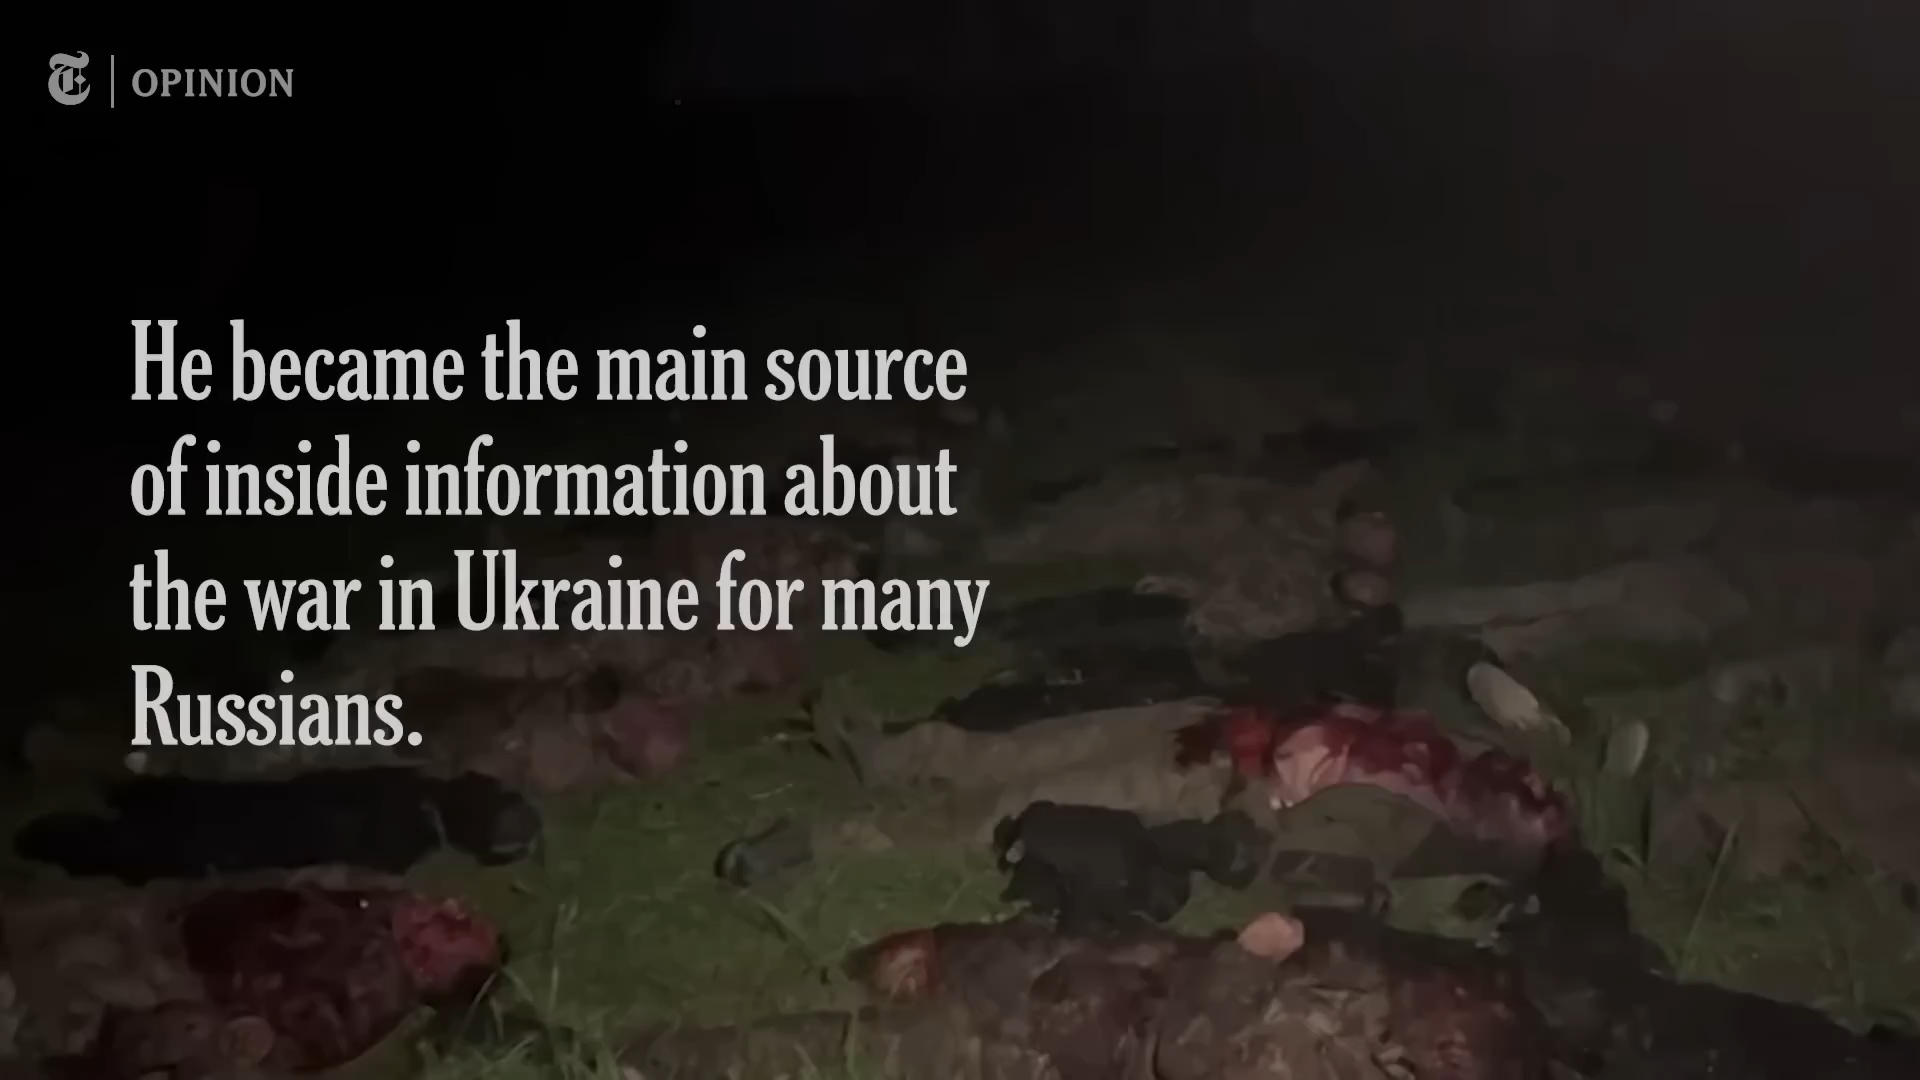 T | OPINION
He became the main source
of inside information about
the war in Ukraine for many
Russians.